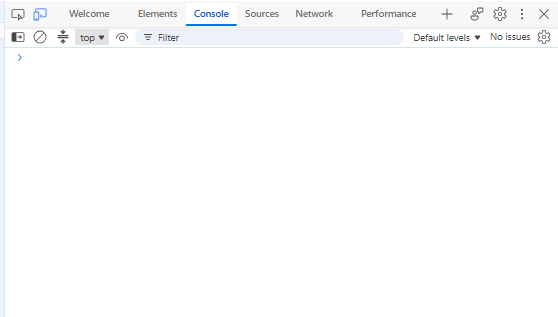 Welcome Elements Console Sources Network Performance
top Filter Default levels No issues